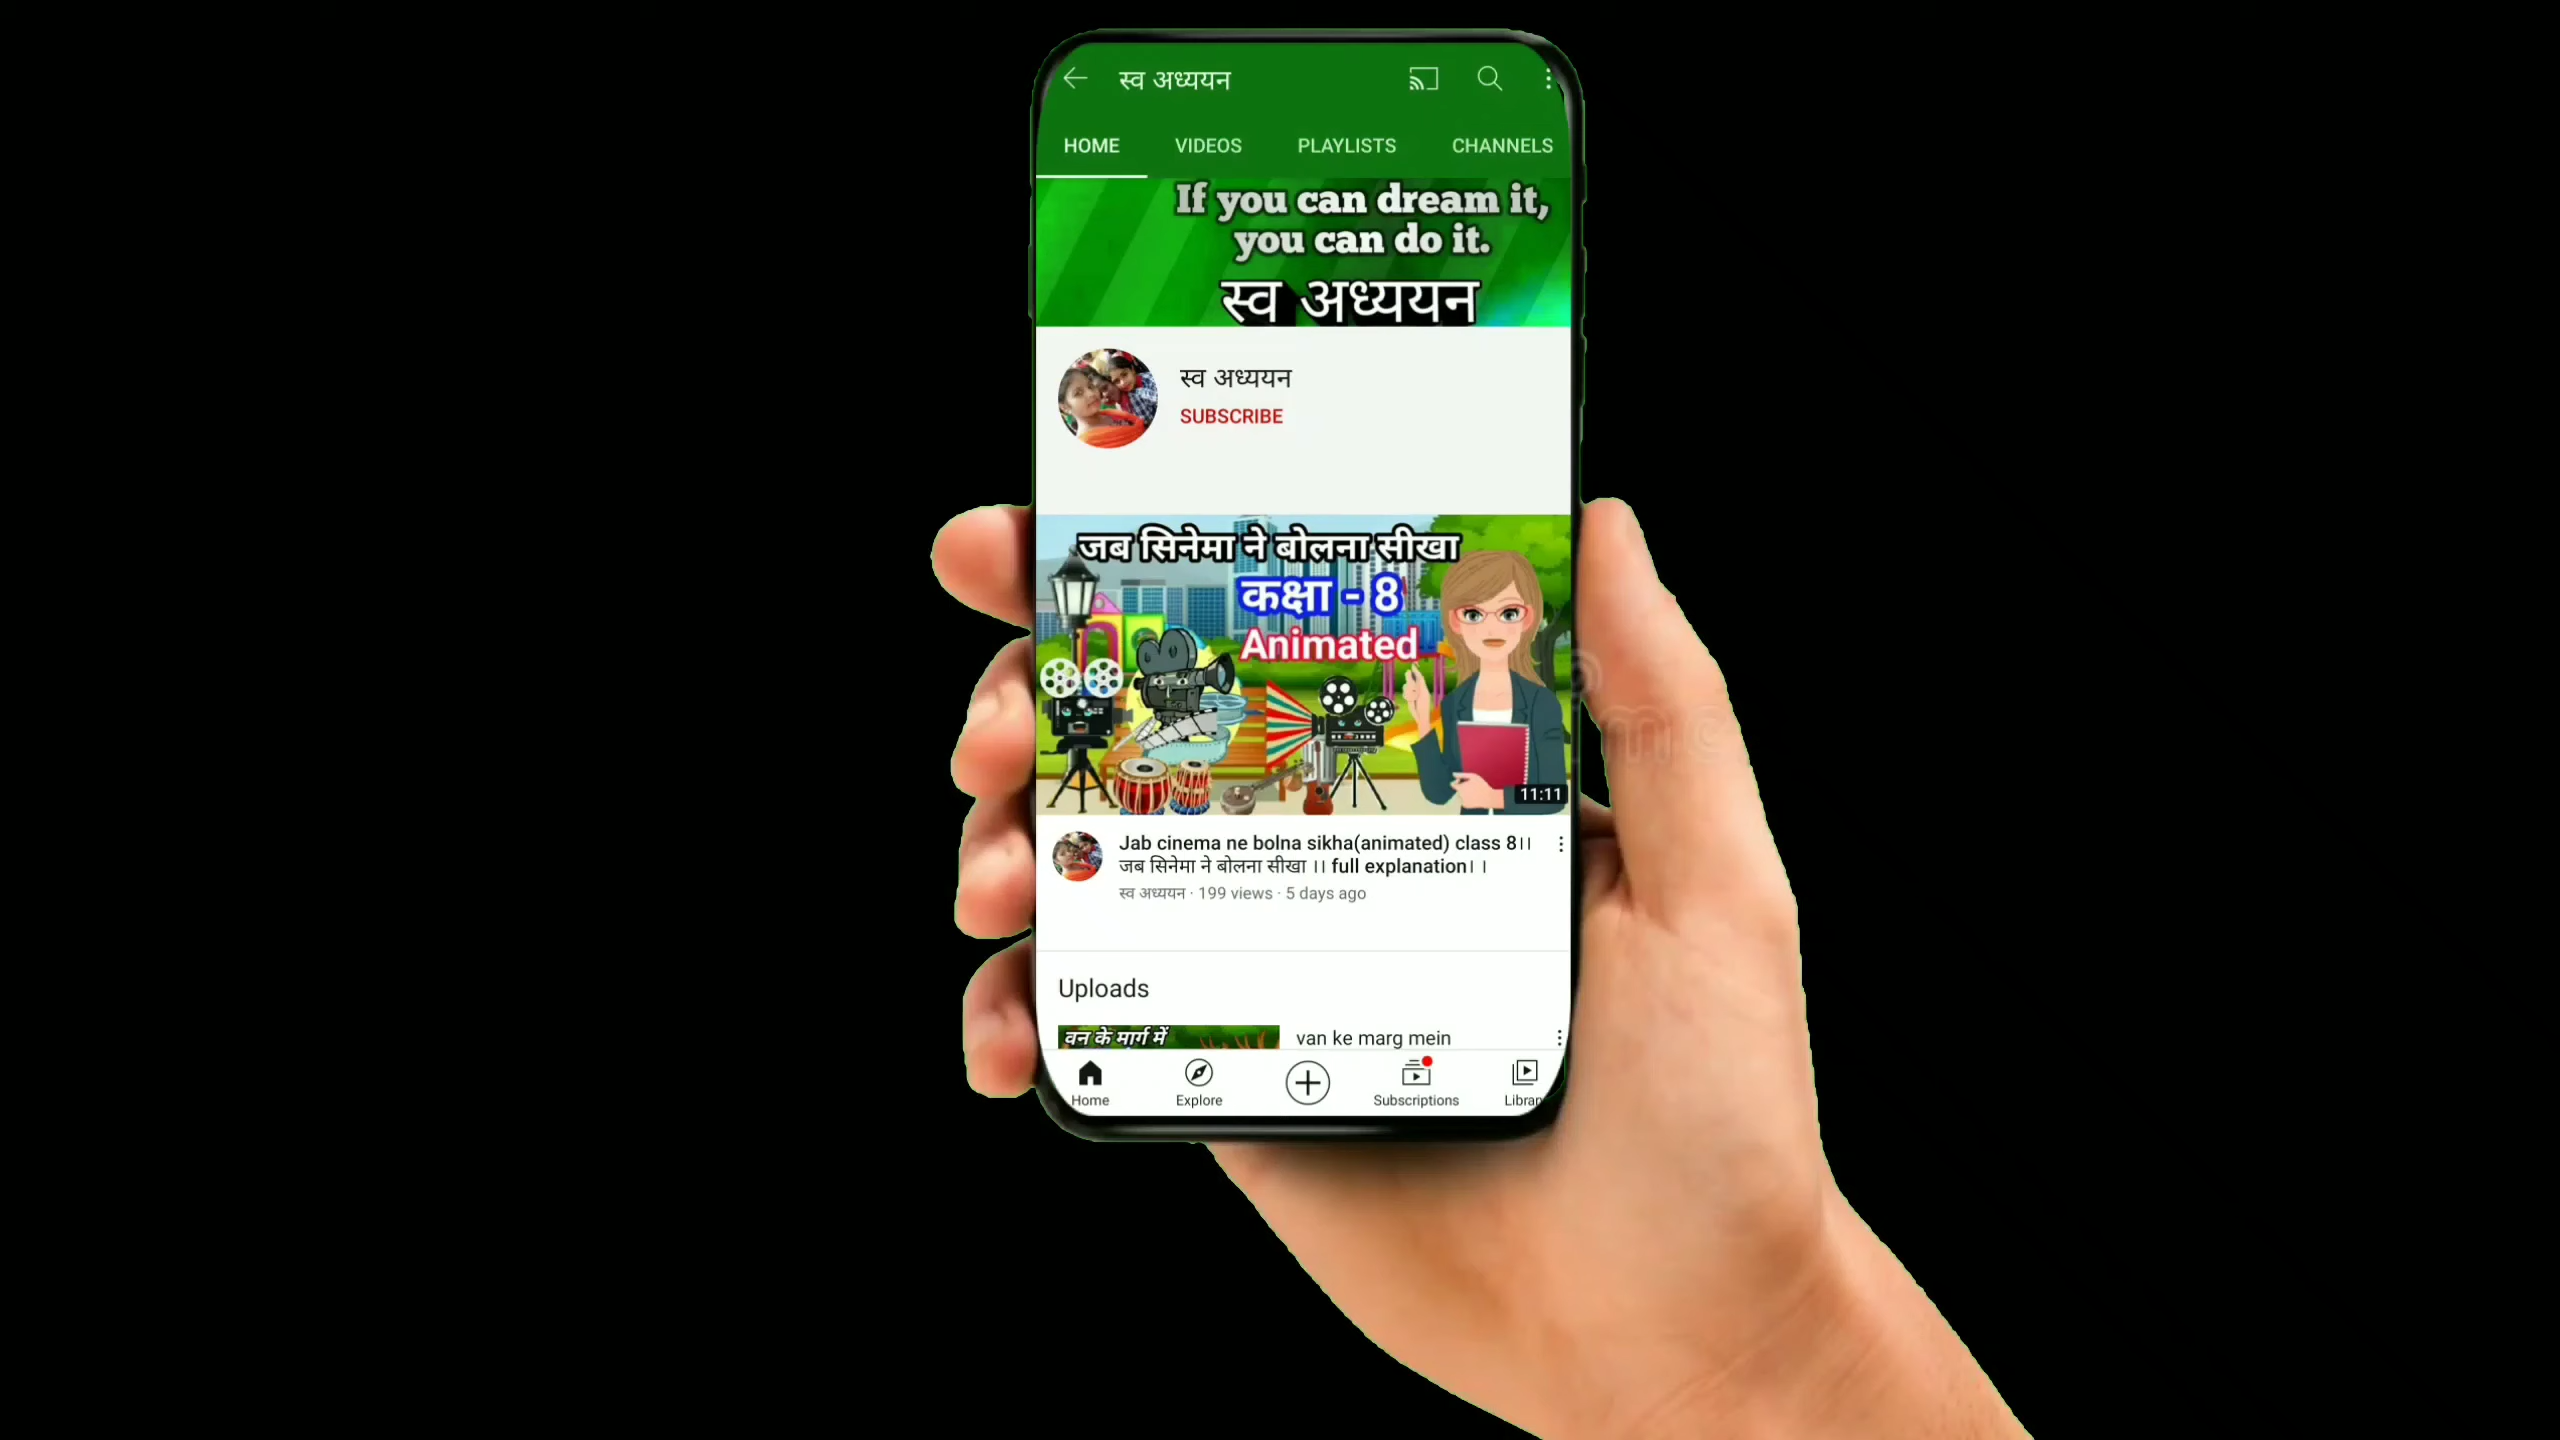 स्व अध्ययन
HOME VIDEOS PLAYLISTS CHANNELS
If you can dream it,
you can do it.
स्व अध्ययन
स्व अध्ययन
SUBSCRIBE
जब सिनेमा ने बोलना सीखा
कक्षा - 8
Animated
11:11
Jab cinema ne bolna sikha(animated) class 8।।
जब सिनेमा ने बोलना सीखा ।। full explanation।।
स्व अध्ययन · 199 views · 5 days ago
Uploads
वन के मार्ग में
van ke marg mein
Home Explore Subscriptions Librar